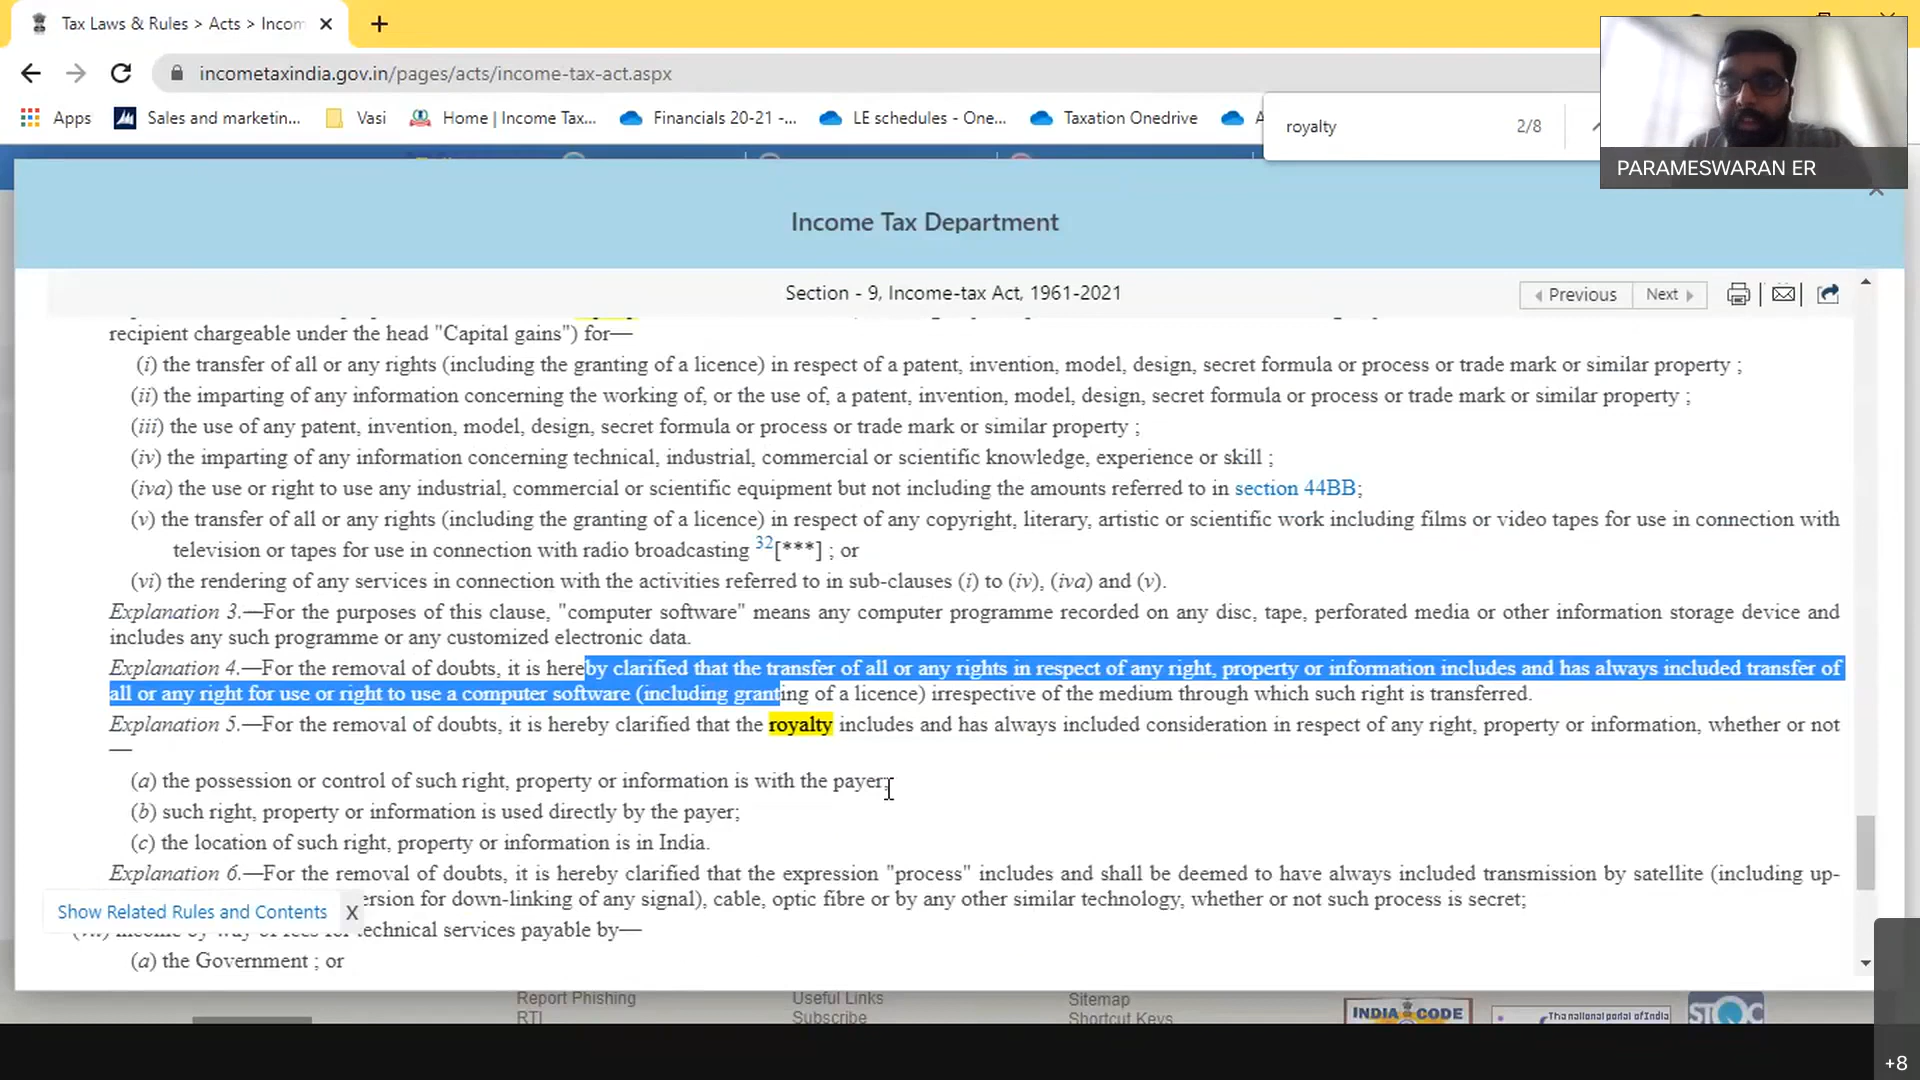 Tax Laws & Rules > Acts > Incom
incometaxindia.gov.in/pages/acts/income-tax-act.aspx
Apps Sales and marketin... Vasi Home | Income Tax... Financials 20-21 -... LE schedules - One... Taxation Onedrive A
royalty 2/8
PARAMESWARAN ER
Income Tax Department
Section - 9, Income-tax Act, 1961-2021 Previous Next
recipient chargeable under the head "Capital gains") for—
(i) the transfer of all or any rights (including the granting of a licence) in respect of a patent, invention, model, design, secret formula or process or trade mark or similar property ;
(ii) the imparting of any information concerning the working of, or the use of, a patent, invention, model, design, secret formula or process or trade mark or similar property ;
(iii) the use of any patent, invention, model, design, secret formula or process or trade mark or similar property ;
(iv) the imparting of any information concerning technical, industrial, commercial or scientific knowledge, experience or skill ;
(iva) the use or right to use any industrial, commercial or scientific equipment but not including the amounts referred to in section 44BB;
(v) the transfer of all or any rights (including the granting of a licence) in respect of any copyright, literary, artistic or scientific work including films or video tapes for use in connection with
television or tapes for use in connection with radio broadcasting 32[***] ; or
(vi) the rendering of any services in connection with the activities referred to in sub-clauses (i) to (iv), (iva) and (v).
Explanation 3.—For the purposes of this clause, "computer software" means any computer programme recorded on any disc, tape, perforated media or other information storage device and
includes any such programme or any customized electronic data.
Explanation 4.—For the removal of doubts, it is hereby clarified that the transfer of all or any rights in respect of any right, property or information includes and has always included transfer of
all or any right for use or right to use a computer software (including granting of a licence) irrespective of the medium through which such right is transferred.
Explanation 5.—For the removal of doubts, it is hereby clarified that the royalty includes and has always included consideration in respect of any right, property or information, whether or not
—
(a) the possession or control of such right, property or information is with the payer;
(b) such right, property or information is used directly by the payer;
(c) the location of such right, property or information is in India.
Explanation 6.—For the removal of doubts, it is hereby clarified that the expression "process" includes and shall be deemed to have always included transmission by satellite (including up-
Show Related Rules and Contents X ersion for down-linking of any signal), cable, optic fibre or by any other similar technology, whether or not such process is secret;
technical services payable by—
(a) the Government ; or
Report Phishing Useful Links Sitemap
RTI Subscribe Shortcut Keys
INDIA CODE The national portal of India STQC
+8